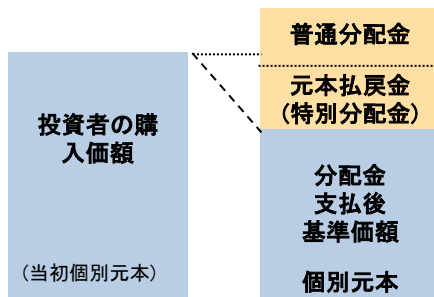 普通分配金
元本払戻金
（特別分配金）
投資者の購
入価額
分配金
支払後
基準価額
（当初個別元本）
個別元本